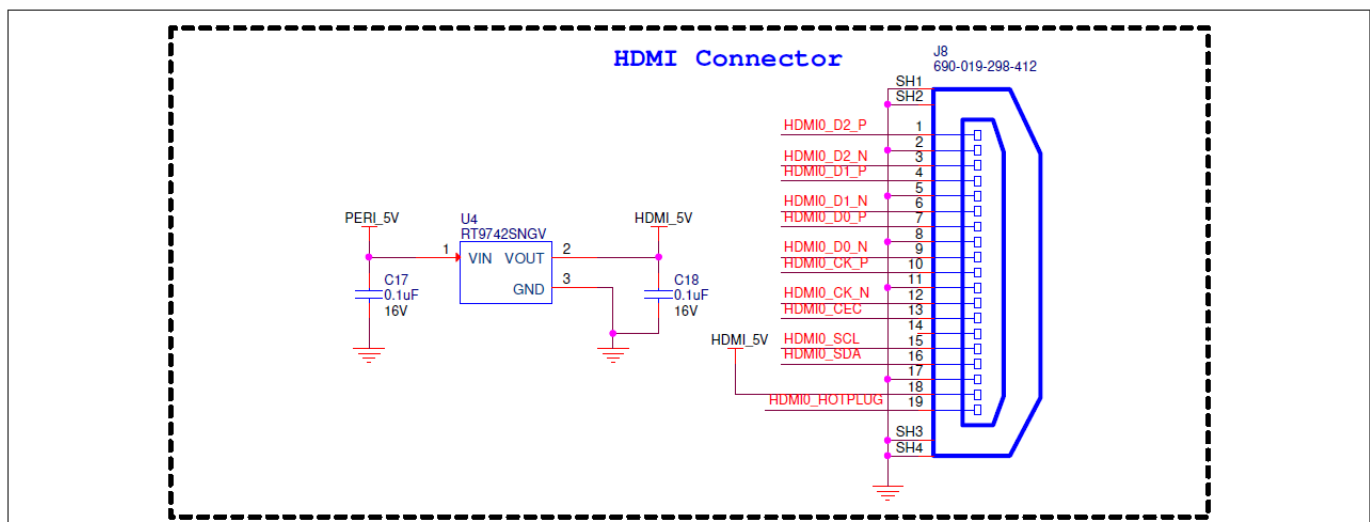 HDMI Connector
J8
690-019-298-412
SH1
SH2
HDMI0_D2_P 1
2
HDMI0_D2_N 3
HDMI0_D1_P 4
5
HDMI0_D1_N 6
HDMI0_D0_P 7
8
HDMI0_D0_N 9
HDMI0_CK_P 10
11
HDMI0_CK_N 12
HDMI0_CEC 13
14
HDMI0_SCL 15
HDMI0_SDA 16
17
18
HDMI0_HOTPLUG 19
SH3
SH4
HDMI_5V
PERI_5V
U4
RT9742SNGV
HDMI_5V
1 VIN VOUT 2
GND 3
C17
0.1uF
16V
C18
0.1uF
16V